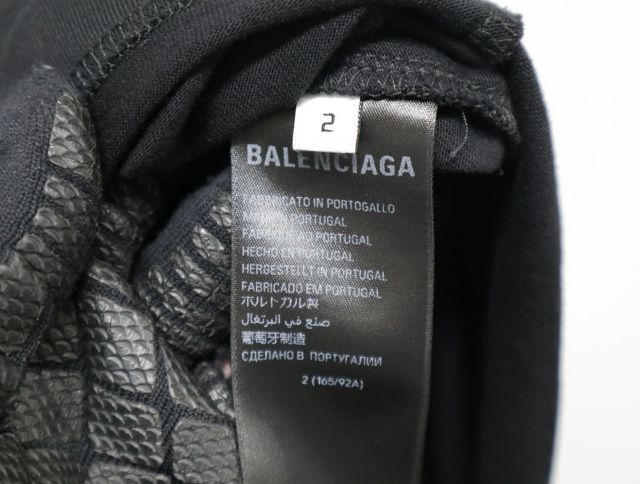 2
BALENCIAGA
FABRICATO IN PORTOGALLO
MADE IN PORTUGAL
FABRIQUÉ AU PORTUGAL
HECHO EN PORTUGAL
HERGESTELLT IN PORTUGAL
FABRICADO EM PORTUGAL
ポルトガル製
صنع في البرتغال
葡萄牙制造
СДЕЛАНО В ПОРТУГАЛИИ
2 (165/92A)